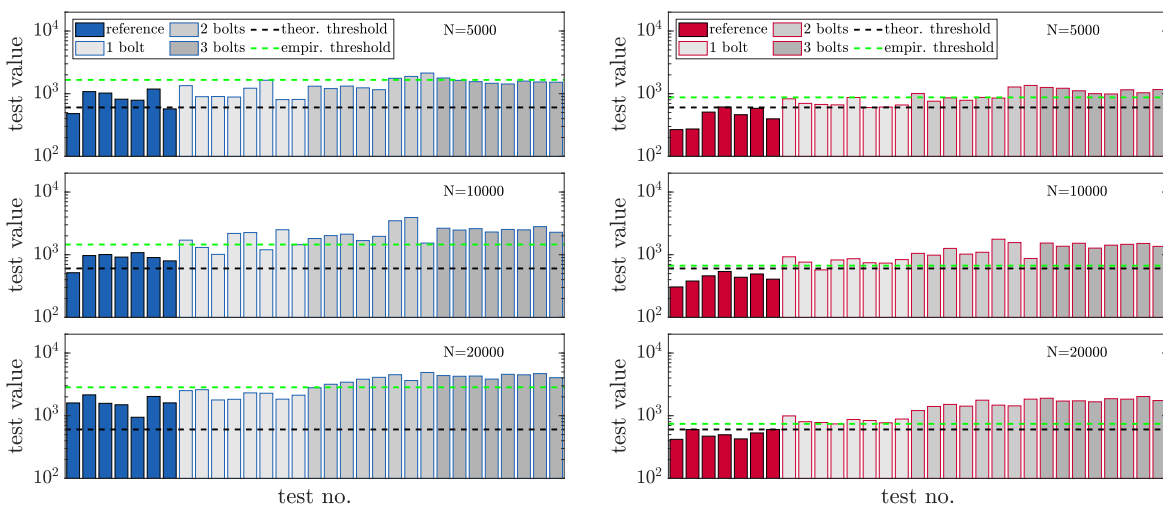 reference 2 bolts theor. threshold N=5000
1 bolt 3 bolts empir. threshold
test value
10^4
10^3
10^2
N=10000
test value
10^4
10^3
10^2
N=20000
test value
10^4
10^3
10^2
test no.
reference 2 bolts theor. threshold N=5000
1 bolt 3 bolts empir. threshold
test value
10^4
10^3
10^2
N=10000
test value
10^4
10^3
10^2
N=20000
test value
10^4
10^3
10^2
test no.